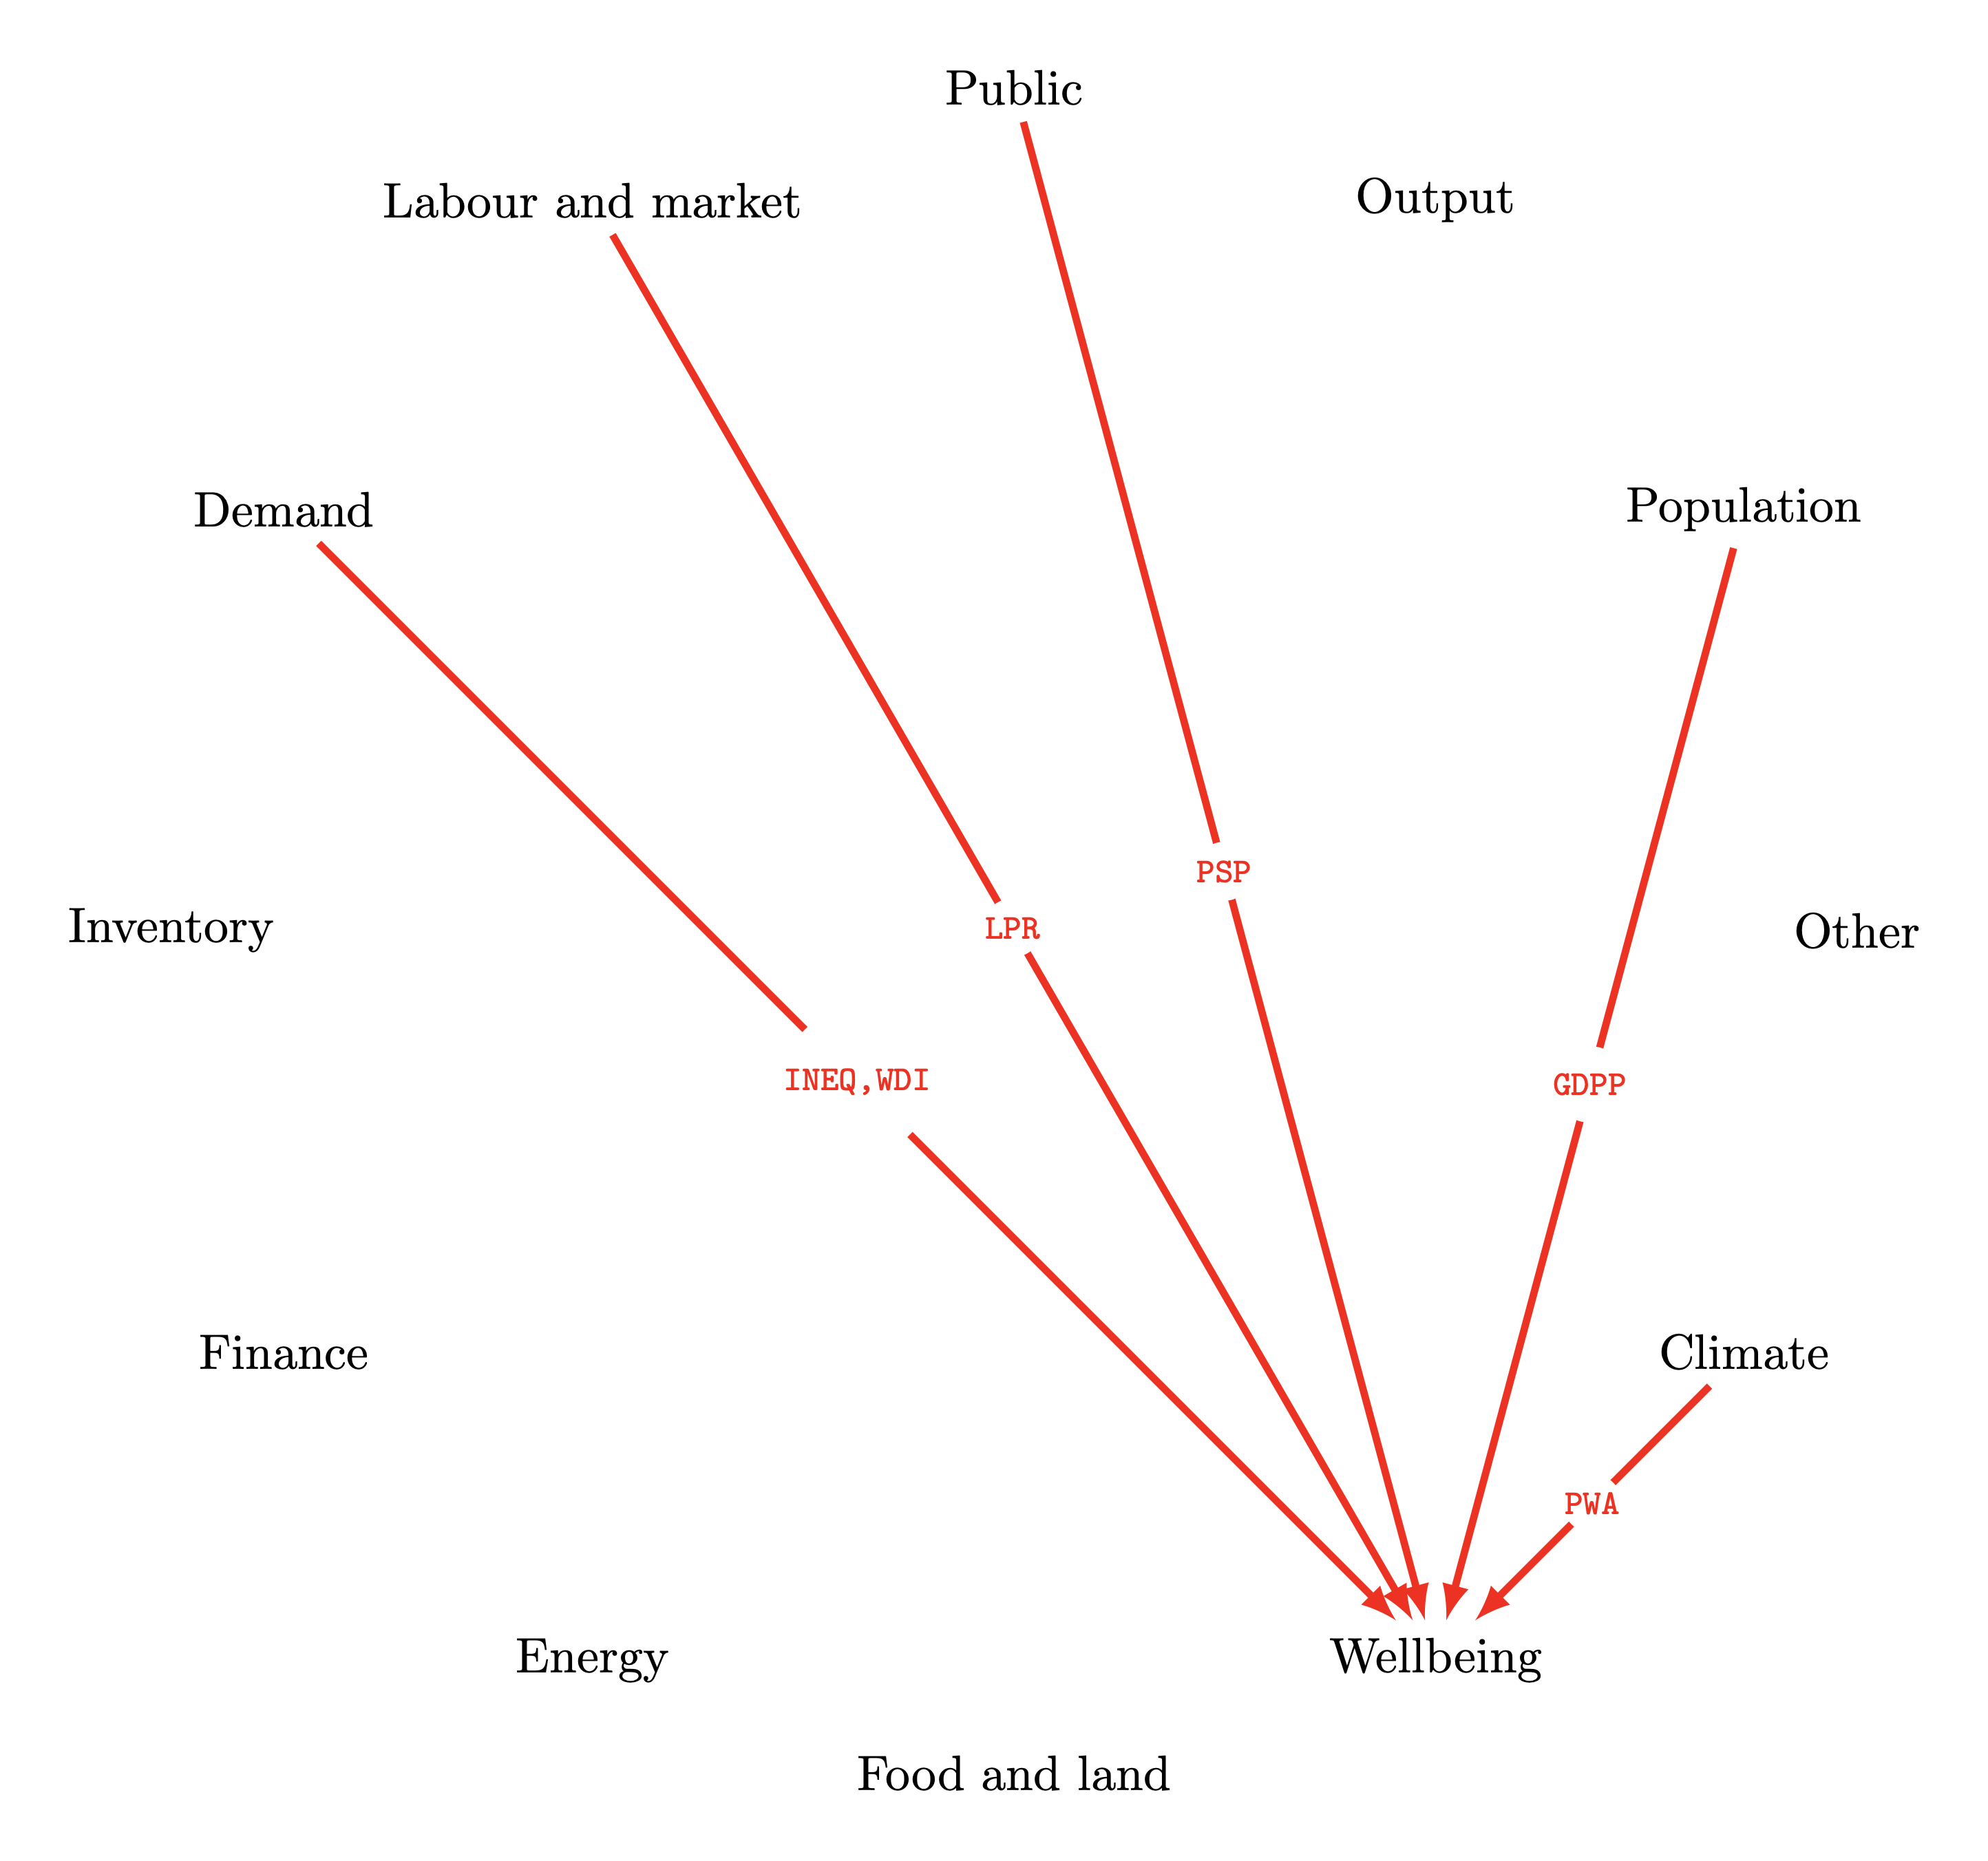 Public
Labour and market
Output
Demand
Population
PSP
LPR
Inventory
Other
INEQ,WDI
GDPP
Finance
Climate
PWA
Energy
Wellbeing
Food and land